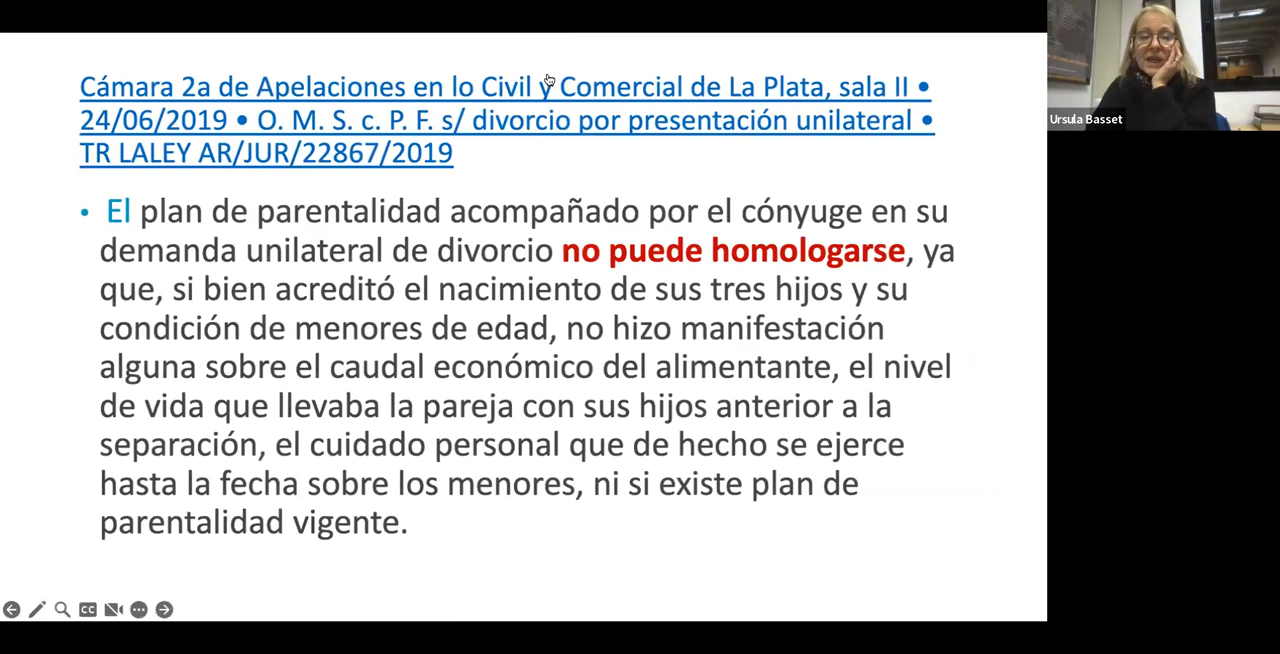 Cámara 2a de Apelaciones en lo Civil y Comercial de La Plata, sala II •
24/06/2019 • O. M. S. c. P. F. s/ divorcio por presentación unilateral •
TR LALEY AR/JUR/22867/2019
• El plan de parentalidad acompañado por el cónyuge en su
demanda unilateral de divorcio no puede homologarse, ya
que, si bien acreditó el nacimiento de sus tres hijos y su
condición de menores de edad, no hizo manifestación
alguna sobre el caudal económico del alimentante, el nivel
de vida que llevaba la pareja con sus hijos anterior a la
separación, el cuidado personal que de hecho se ejerce
hasta la fecha sobre los menores, ni si existe plan de
parentalidad vigente.
Ursula Basset
CC